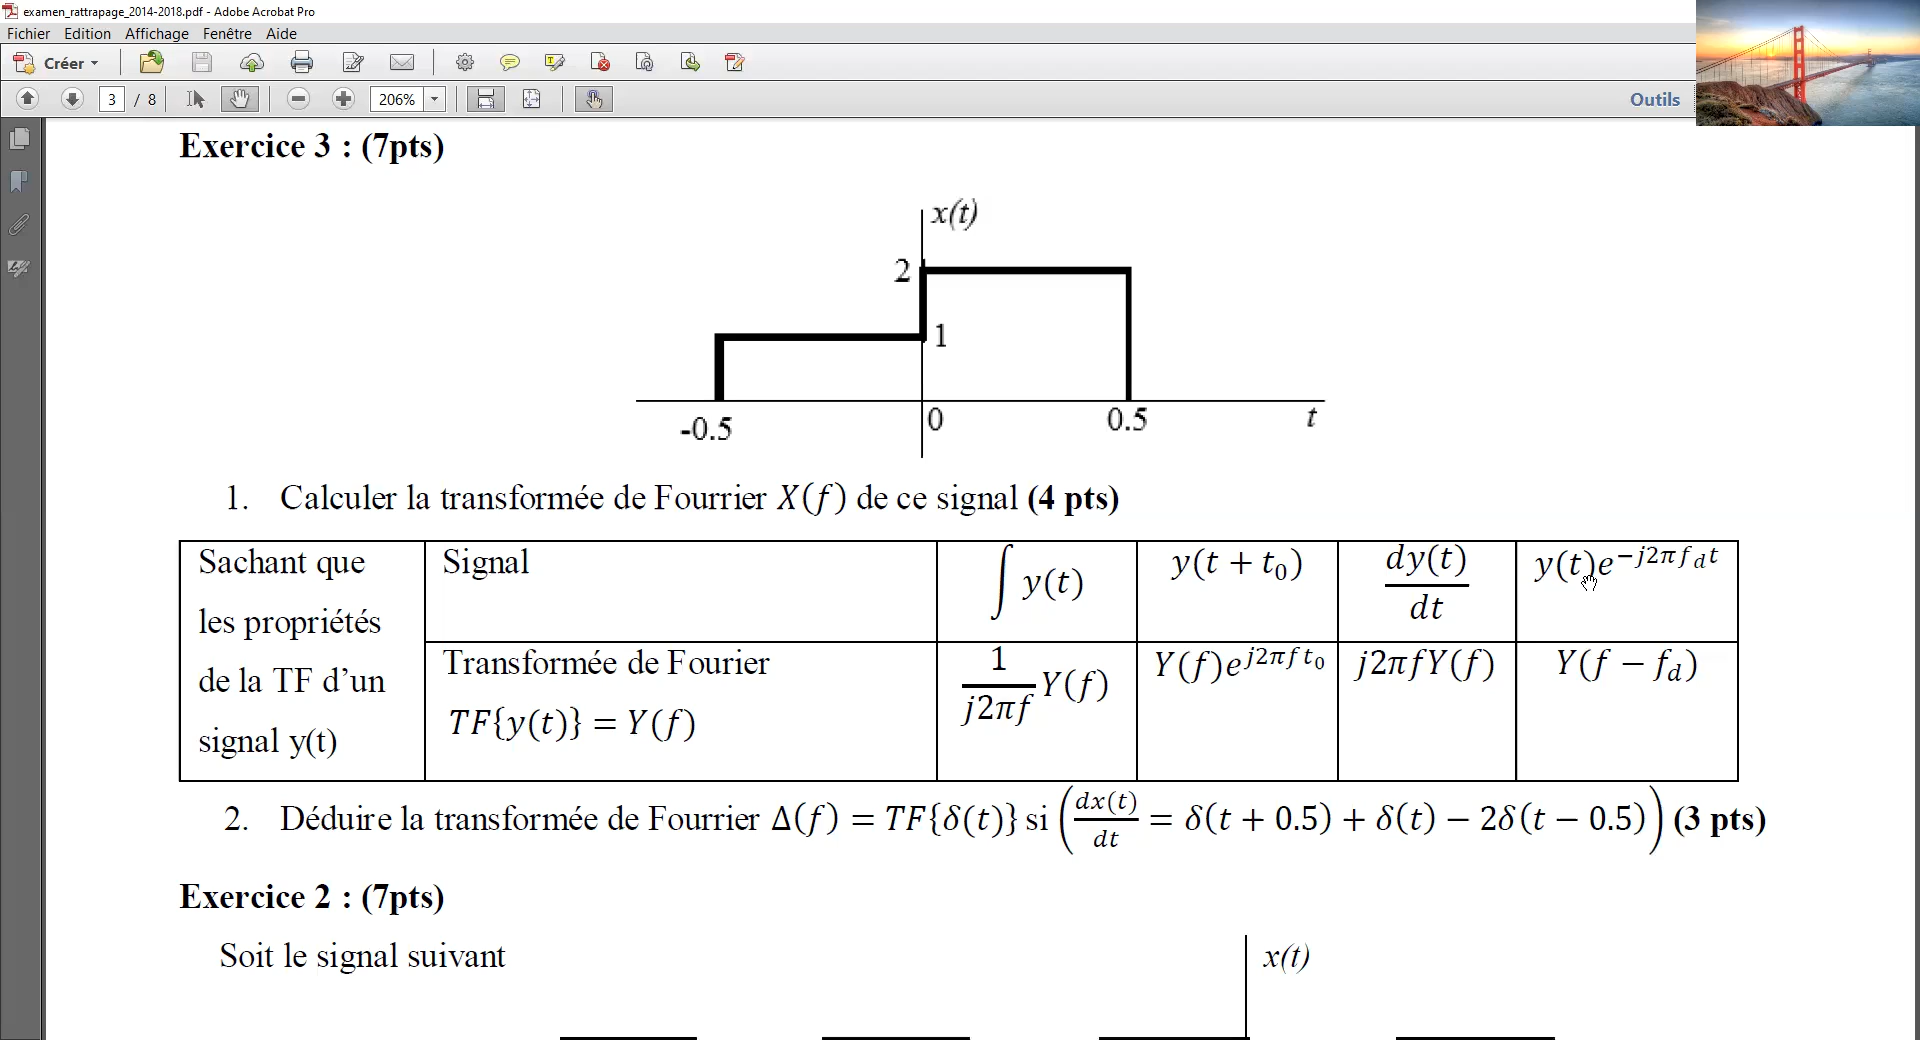 examen_rattrapage_2014-2018.pdf - Adobe Acrobat Pro
Fichier Edition Affichage Fenêtre Aide
Créer
3 / 8 206% Outils
Exercice 3 : (7pts)
x(t)
2
1
-0.5 0 0.5 t
1. Calculer la transformée de Fourrier X(f) de ce signal (4 pts)
Sachant que
les propriétés
de la TF d’un
signal y(t)
Signal
∫ y(t)
y(t + t₀)
dy(t)
dt
y(t)e^{−j2πf_d t}
Transformée de Fourier
TF{y(t)} = Y(f)
1
j2πf
Y(f)
Y(f)e^{j2πft₀}
j2πfY(f)
Y(f − f_d)
2. Déduire la transformée de Fourrier Δ(f) = TF{δ(t)} si (dx(t)/dt = δ(t + 0.5) + δ(t) − 2δ(t − 0.5)) (3 pts)
Exercice 2 : (7pts)
Soit le signal suivant
x(t)